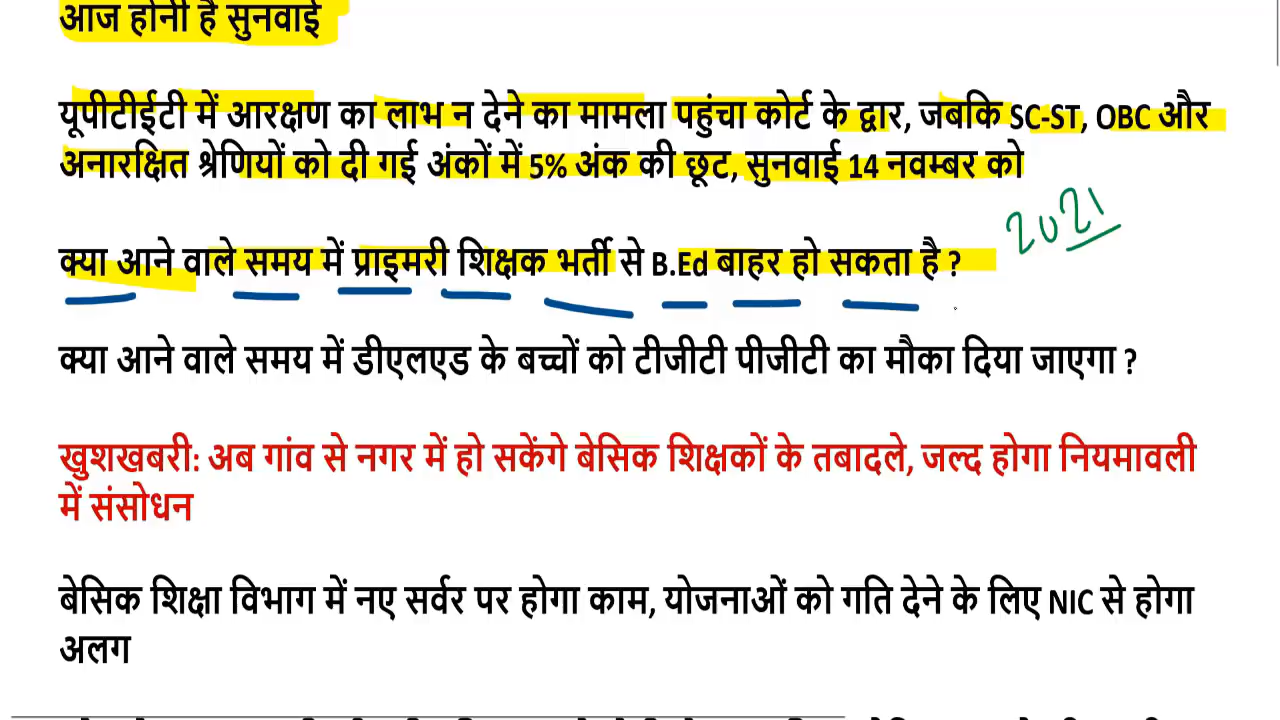 आज होनी है सुनवाई
यूपीटीईटी में आरक्षण का लाभ न देने का मामला पहुंचा कोर्ट के द्वार, जबकि SC-ST, OBC और
अनारक्षित श्रेणियों को दी गई अंकों में 5% अंक की छूट, सुनवाई 14 नवम्बर को
2021
क्या आने वाले समय में प्राइमरी शिक्षक भर्ती से B.Ed बाहर हो सकता है ?
क्या आने वाले समय में डीएलएड के बच्चों को टीजीटी पीजीटी का मौका दिया जाएगा ?
खुशखबरी: अब गांव से नगर में हो सकेंगे बेसिक शिक्षकों के तबादले, जल्द होगा नियमावली
में संसोधन
बेसिक शिक्षा विभाग में नए सर्वर पर होगा काम, योजनाओं को गति देने के लिए NIC से होगा
अलग